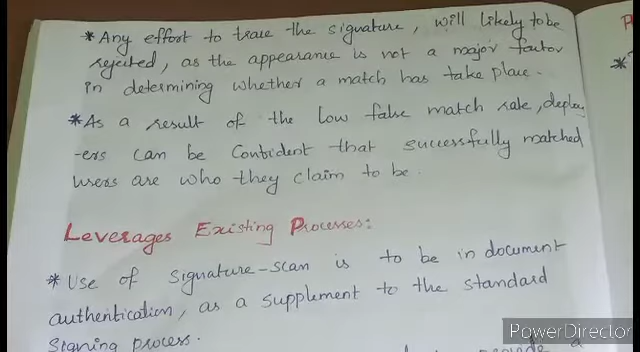 * Any effort to trace the signature, will likely to be
rejected, as the appearance is not a major factor
in determining whether a match has take place.
* As a result of the low false match rate, deploy
-ers can be confident that successfully matched
users are who they claim to be.
Leverages Existing Processes:
* Use of signature-scan is to be in document
authentication, as a supplement to the standard
signing process.
PowerDirector